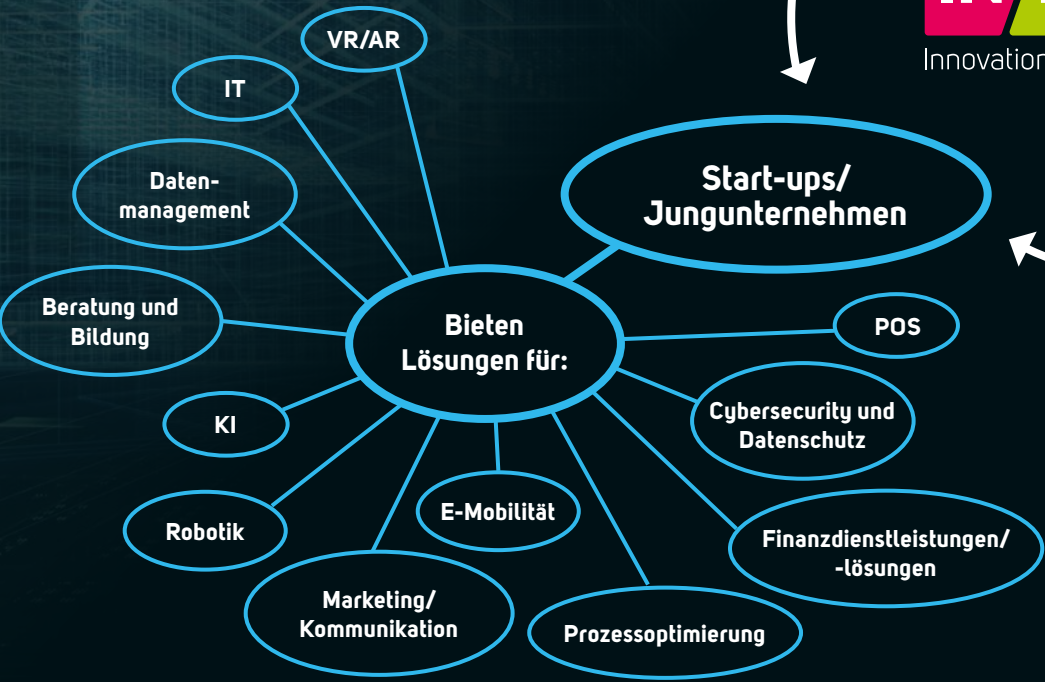 VR/AR
IT
Innovation
Daten-
management
Start-ups/
Jungunternehmen
Beratung und
Bildung
Bieten
Lösungen für:
POS
KI
Cybersecurity und
Datenschutz
Robotik
E-Mobilität
Finanzdienstleistungen/
-lösungen
Marketing/
Kommunikation
Prozessoptimierung